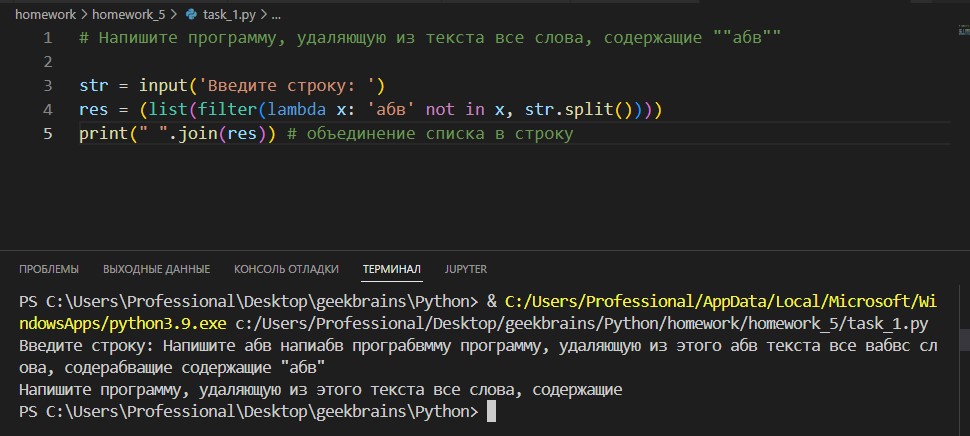 homework > homework_5 > task_1.py > ...
1 # Напишите программу, удаляющую из текста все слова, содержащие ""абв""
2
3 str = input('Введите строку: ')
4 res = (list(filter(lambda x: 'абв' not in x, str.split())))
5 print(" ".join(res)) # объединение списка в строку
ПРОБЛЕМЫ ВЫХОДНЫЕ ДАННЫЕ КОНСОЛЬ ОТЛАДКИ ТЕРМИНАЛ JUPYTER
PS C:\Users\Professional\Desktop\geekbrains\Python> & C:/Users/Professional/AppData/Local/Microsoft/Wi
ndowsApps/python3.9.exe c:/Users/Professional/Desktop/geekbrains/Python/homework/homework_5/task_1.py
Введите строку: Напишите абв напиабв програбвмму программу, удаляющую из этого абв текста все вабвс сл
ова, содерабващие содержащие "абв"
Напишите программу, удаляющую из этого текста все слова, содержащие
PS C:\Users\Professional\Desktop\geekbrains\Python>